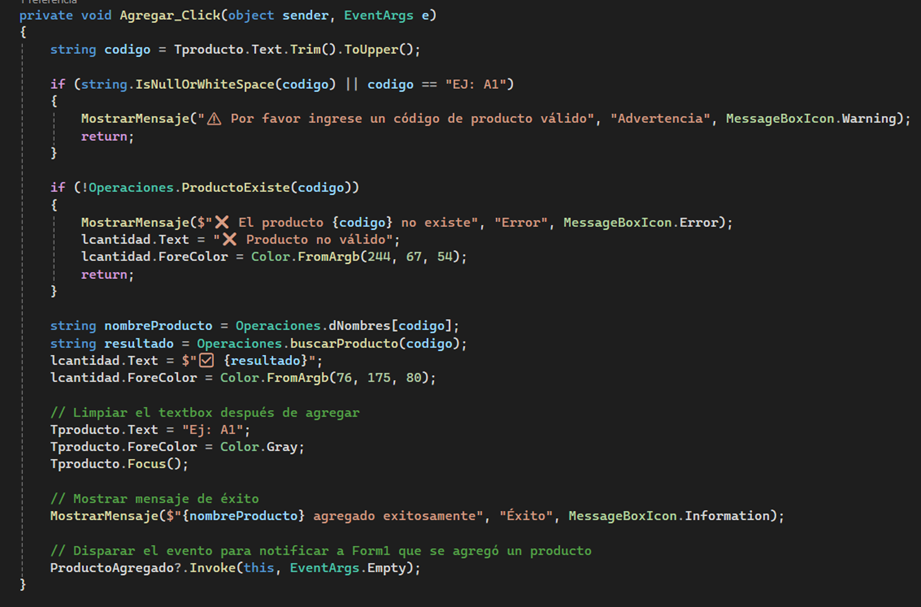 private void Agregar_Click(object sender, EventArgs e)
{
string codigo = Tproducto.Text.Trim().ToUpper();
if (string.IsNullOrWhiteSpace(codigo) || codigo == "EJ: A1")
{
MostrarMensaje("⚠ Por favor ingrese un código de producto válido", "Advertencia", MessageBoxIcon.Warning);
return;
}
if (!Operaciones.ProductoExiste(codigo))
{
MostrarMensaje($"❌ El producto {codigo} no existe", "Error", MessageBoxIcon.Error);
lcantidad.Text = "❌ Producto no válido";
lcantidad.ForeColor = Color.FromArgb(244, 67, 54);
return;
}
string nombreProducto = Operaciones.dNombres[codigo];
string resultado = Operaciones.buscarProducto(codigo);
lcantidad.Text = $"☑ {resultado}";
lcantidad.ForeColor = Color.FromArgb(76, 175, 80);
// Limpiar el textbox después de agregar
Tproducto.Text = "Ej: A1";
Tproducto.ForeColor = Color.Gray;
Tproducto.Focus();
// Mostrar mensaje de éxito
MostrarMensaje($"{nombreProducto} agregado exitosamente", "Éxito", MessageBoxIcon.Information);
// Disparar el evento para notificar a Form1 que se agregó un producto
ProductoAgregado?.Invoke(this, EventArgs.Empty);
}